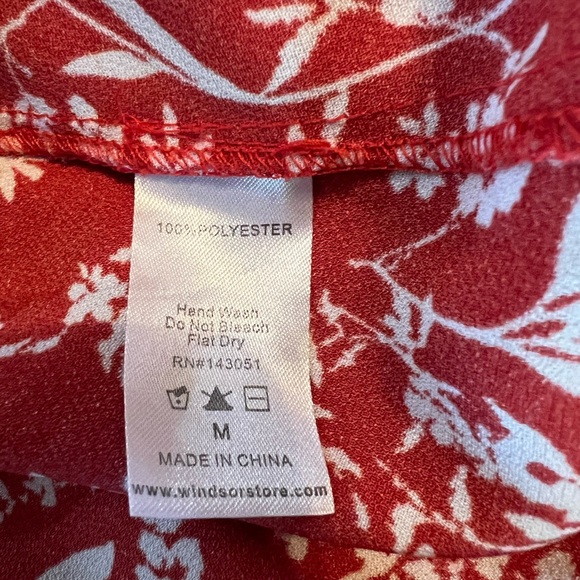 100% POLYESTER
Hand Wash
Do Not Bleach
Flat Dry
RN#143051
M
MADE IN CHINA
www.windsorstore.com